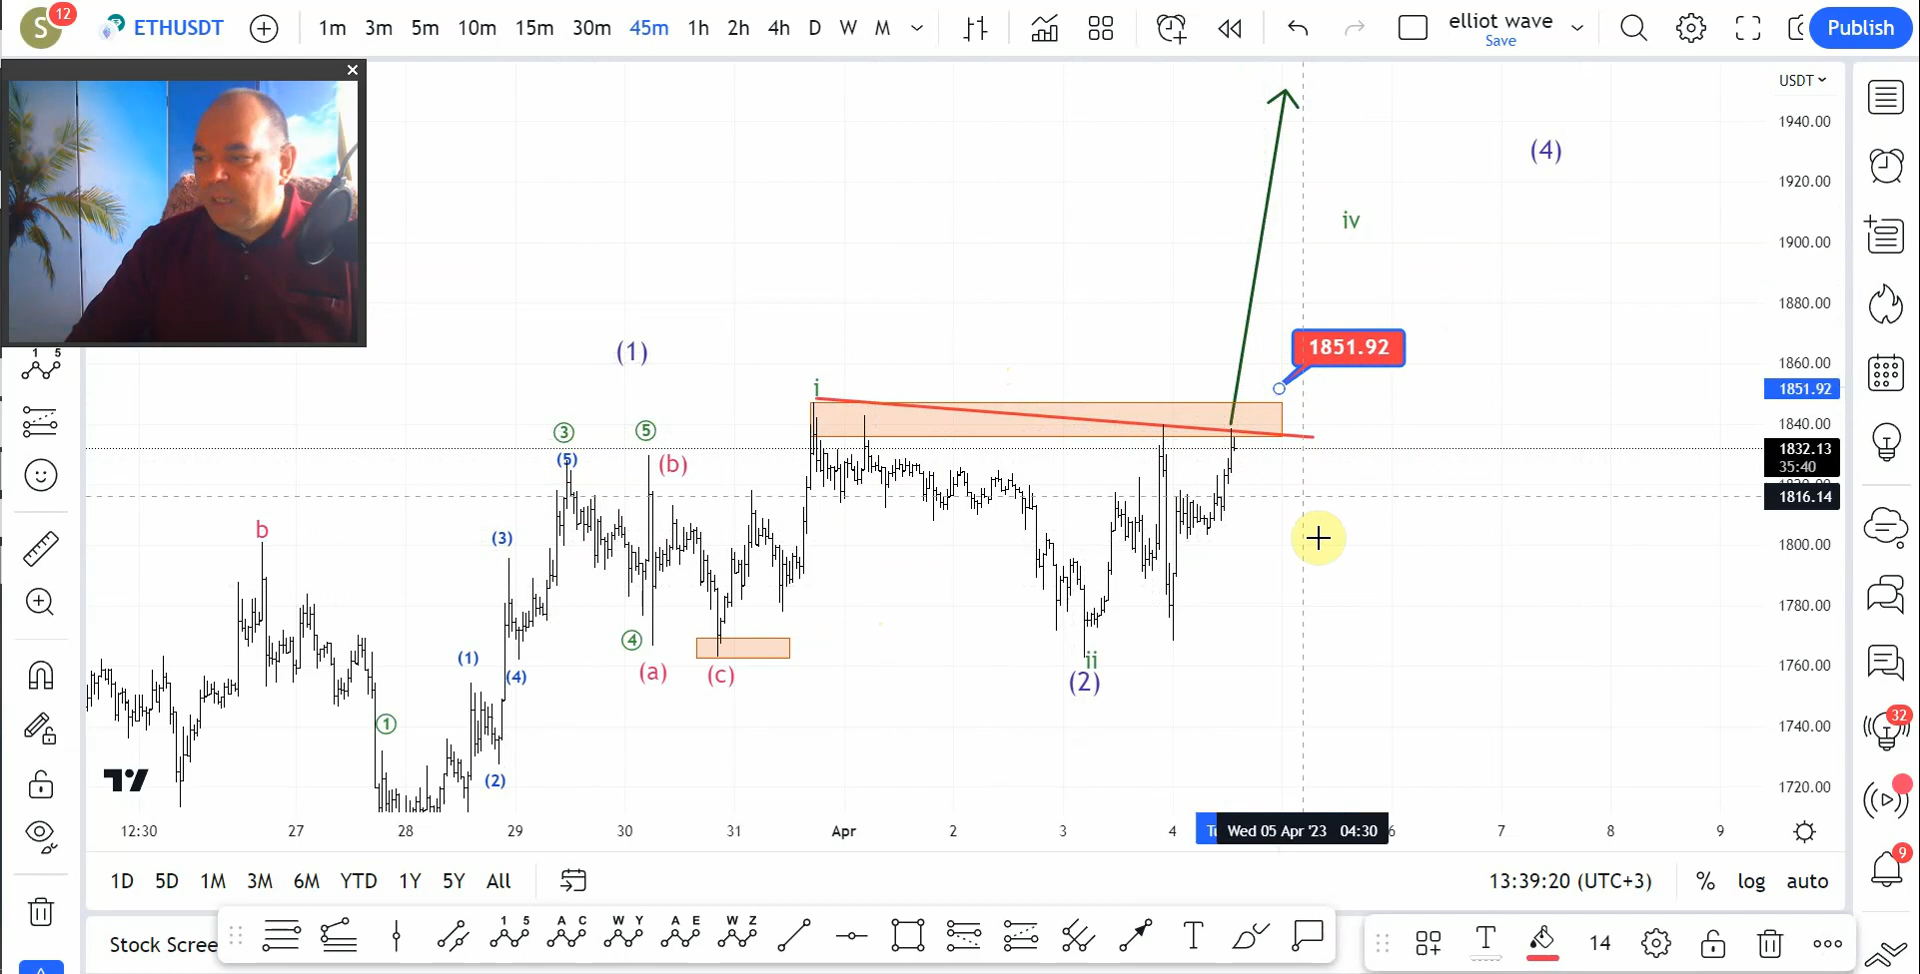 S
12
ETHUSDT
1m 3m 5m 10m 15m 30m 45m 1h 2h 4h D W M
elliot wave
Save
Publish
USDT
1940.00
(4)
1920.00
iv
1900.00
1880.00
1851.92
(1)
1860.00
i
1851.92
3
5
1840.00
(5)
(b)
1832.13
35:40
1816.14
b
(3)
1800.00
1780.00
4
(1)
ii
1760.00
(4)
(a)
(c)
(2)
1
1740.00
(2)
1720.00
12:30 27 28 29 30 31 Apr 2 3 4 Wed 05 Apr '23 04:30 6 7 8 9
1D 5D 1M 3M 6M YTD 1Y 5Y All
13:39:20 (UTC+3) % log auto
Stock Scree
1 5
A C
W Y
A E
W Z
T
T
14
1 5
32
9